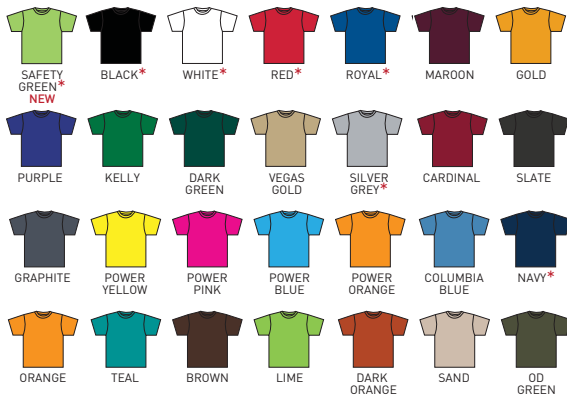 SAFETY
GREEN*
NEW
BLACK*
WHITE*
RED*
ROYAL*
MAROON
GOLD
PURPLE
KELLY
DARK
GREEN
VEGAS
GOLD
SILVER
GREY*
CARDINAL
SLATE
GRAPHITE
POWER
YELLOW
POWER
PINK
POWER
BLUE
POWER
ORANGE
COLUMBIA
BLUE
NAVY*
ORANGE
TEAL
BROWN
LIME
DARK
ORANGE
SAND
OD
GREEN